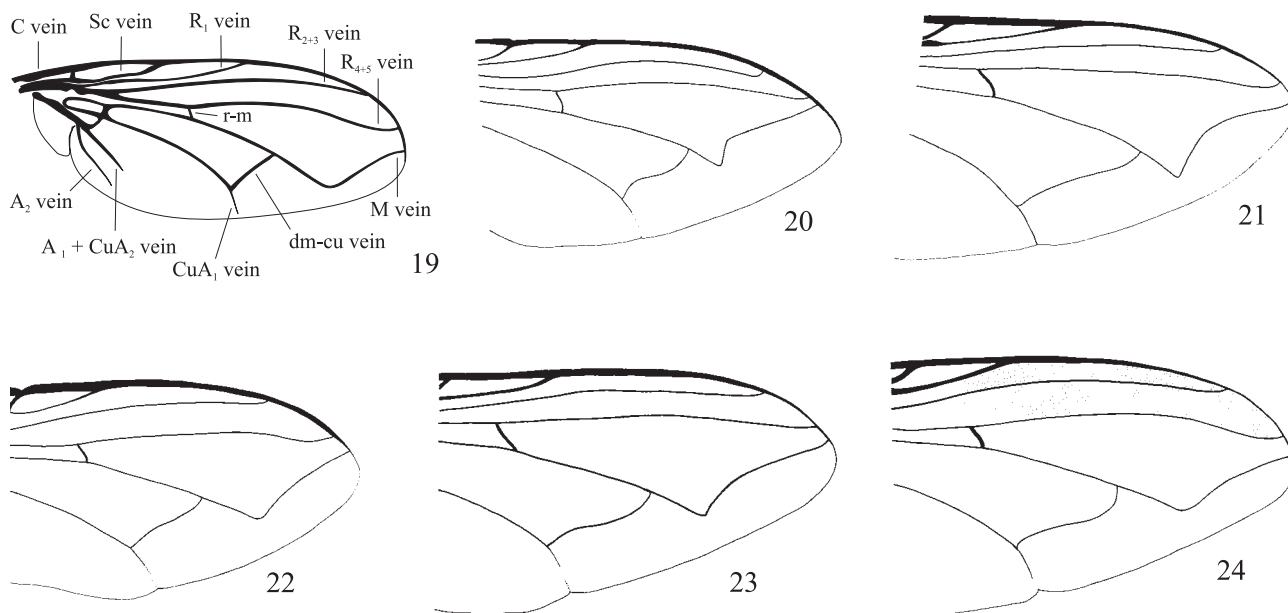 C vein
Sc vein
R₁ vein
R₂₊₃ vein
R₄₊₅ vein
r-m
A₂ vein
A₁ + CuA₂ vein
CuA₁ vein
dm-cu vein
M vein
19
20
21
22
23
24